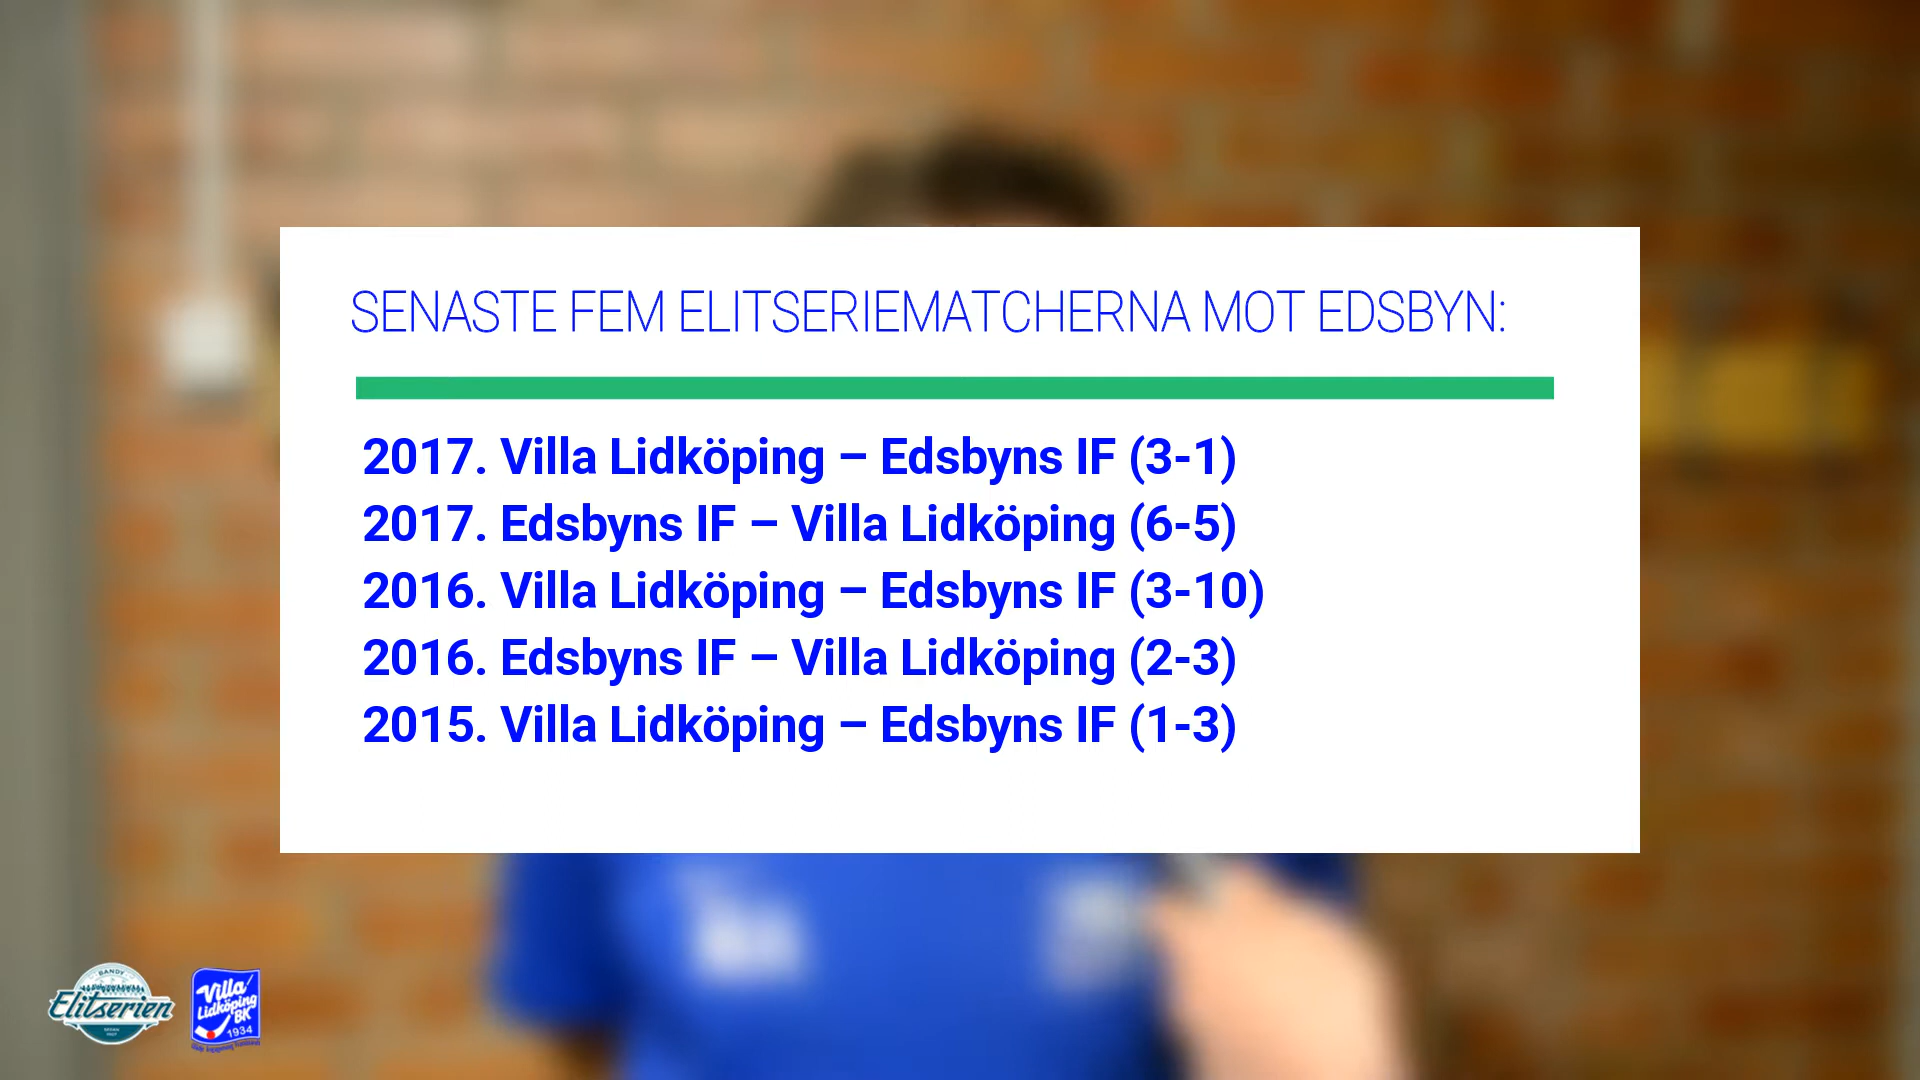 SENASTE FEM ELITSERIEMATCHERNA MOT EDSBYN:
2017. Villa Lidköping – Edsbyns IF (3-1)
2017. Edsbyns IF – Villa Lidköping (6-5)
2016. Villa Lidköping – Edsbyns IF (3-10)
2016. Edsbyns IF – Villa Lidköping (2-3)
2015. Villa Lidköping – Edsbyns IF (1-3)
BANDY
Elitserien
Villa
Lidköping
BK
1934